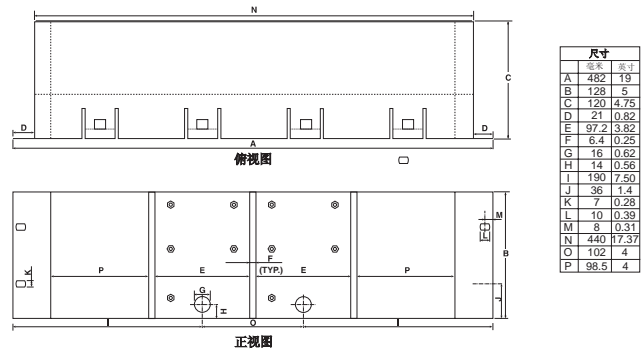 N
C
D
D
A
俯视图
M
L
K
B
F
P
E
(TYP.)
E
P
G
H
J
I
O
I
正视图
尺寸
毫米 英寸
A 482 19
B 128 5
C 120 4.75
D 21 0.82
E 97.2 3.82
F 6.4 0.25
G 16 0.62
H 14 0.56
I 190 7.50
J 36 1.4
K 7 0.28
L 10 0.39
M 8 0.31
N 440 17.37
O 102 4
P 98.5 4